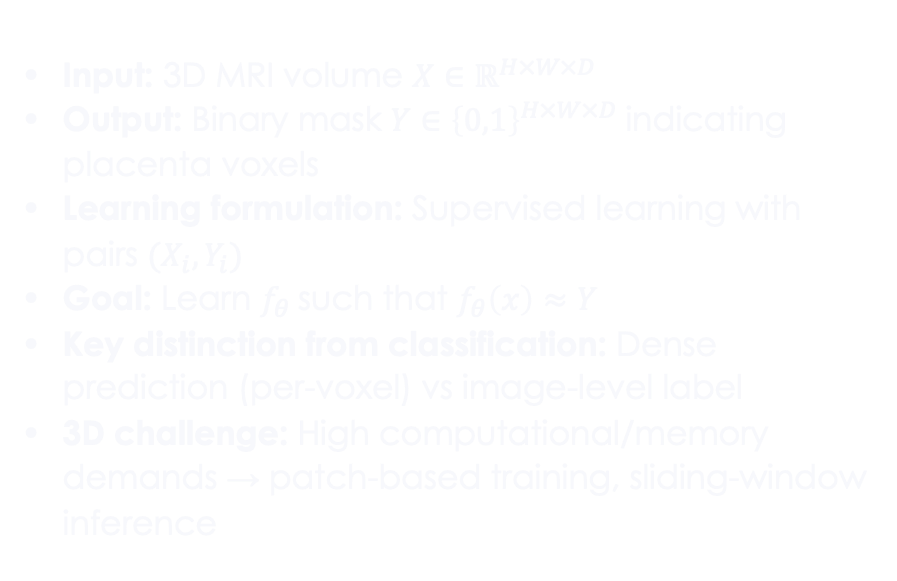 • Input: 3D MRI volume X ∈ ℝ^{H×W×D}
• Output: Binary mask Y ∈ {0,1}^{H×W×D} indicating
placenta voxels
• Learning formulation: Supervised learning with
pairs (X_i, Y_i)
• Goal: Learn f_θ such that f_θ(x) ≈ Y
• Key distinction from classification: Dense
prediction (per-voxel) vs image-level label
• 3D challenge: High computational/memory
demands → patch-based training, sliding-window
inference